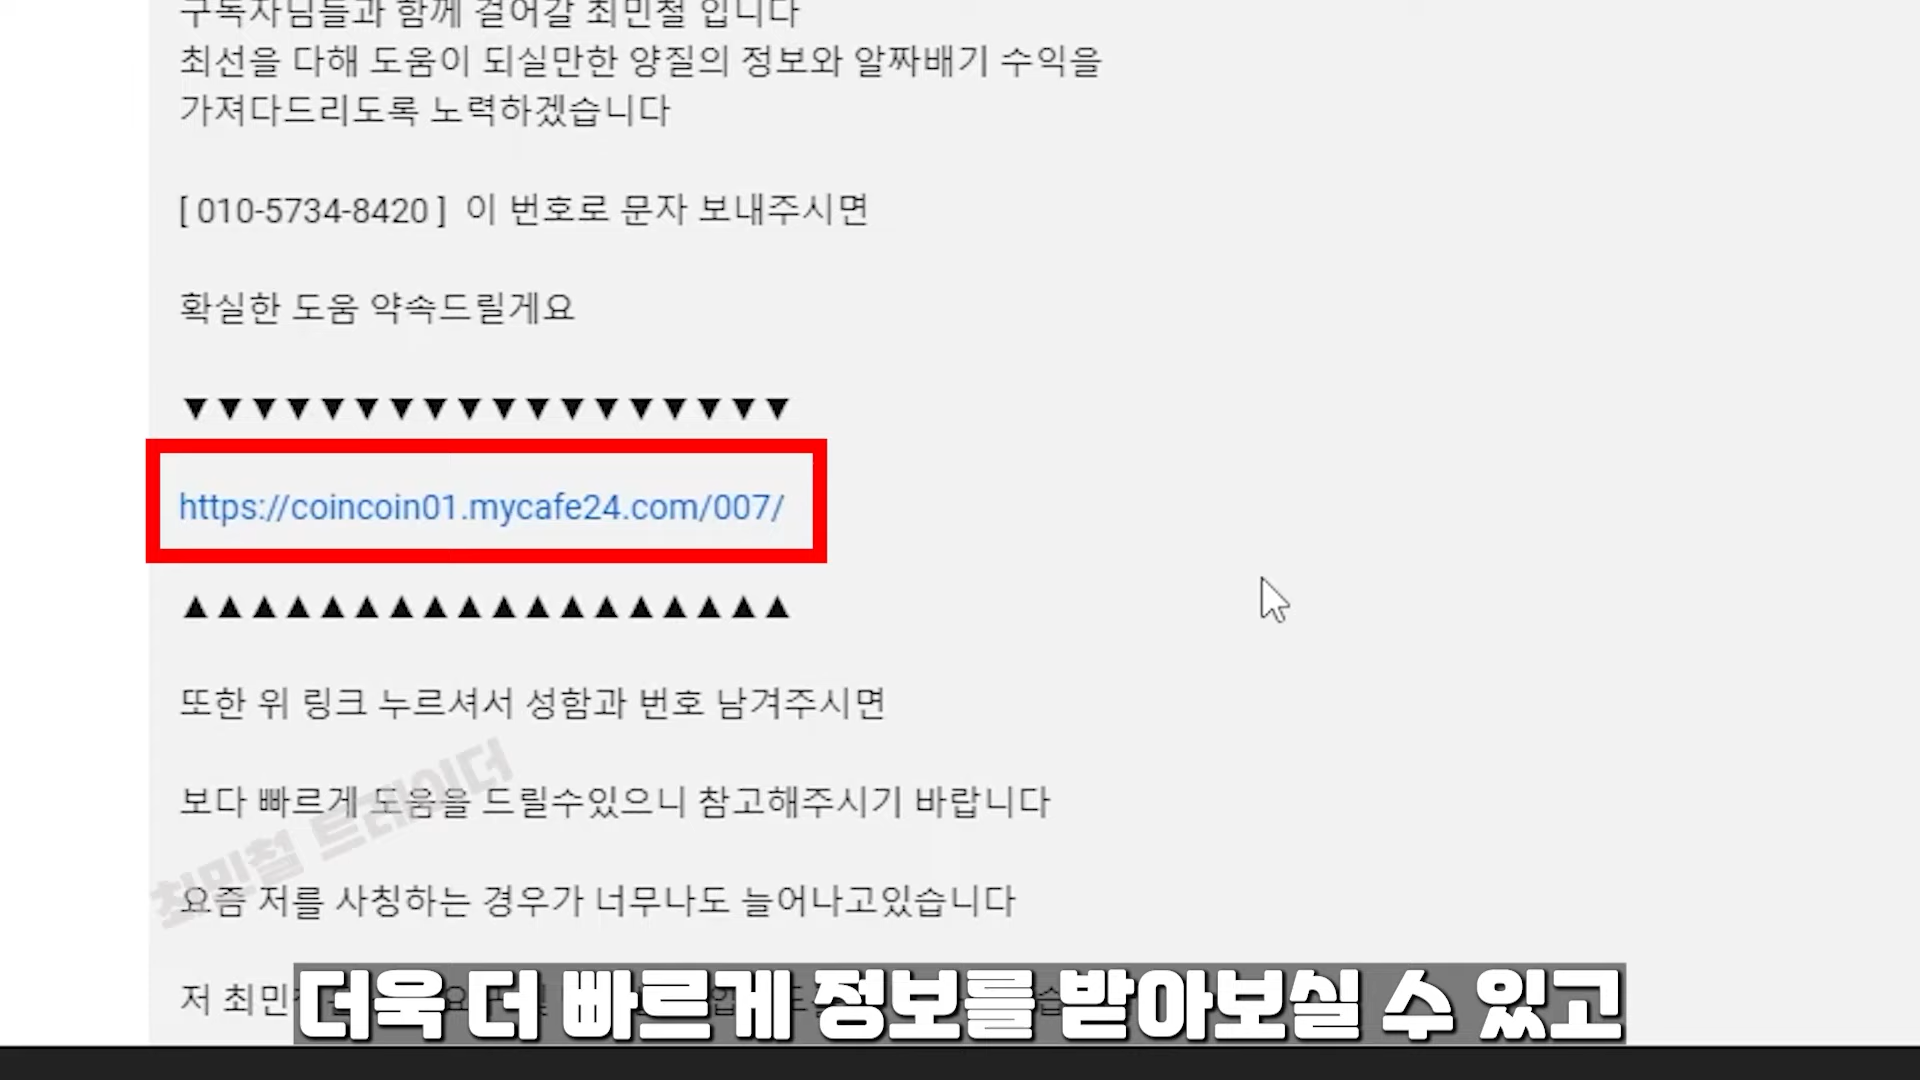 구독자님들과 함께 걸어갈 최민철 입니다
최선을 다해 도움이 되실만한 양질의 정보와 알짜배기 수익을
가져다드리도록 노력하겠습니다
[ 010-5734-8420 ] 이 번호로 문자 보내주시면
확실한 도움 약속드릴게요
▼▼▼▼▼▼▼▼▼▼▼▼▼▼▼▼▼▼
https://coincoin01.mycafe24.com/007/
▲▲▲▲▲▲▲▲▲▲▲▲▲▲▲▲▲▲
또한 위 링크 누르셔서 성함과 번호 남겨주시면
보다 빠르게 도움을 드릴수있으니 참고해주시기 바랍니다
최민철 트레이더
요즘 저를 사칭하는 경우가 너무나도 늘어나고있습니다
저
더욱 더 빠르게 정보를 받아보실 수 있고